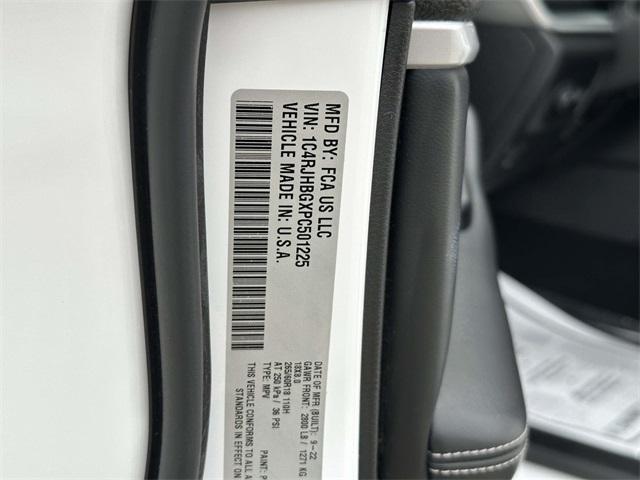 MFD BY: FCA US LLC
VIN: 1C4RJHBGXPC501225
VEHICLE MADE IN: U.S.A.
DATE OF MFR (BUILT): 9-22
GAWR FRONT: 2800 LB / 1271 KG
18X8.0
265/60R18 110H
AT 250 kPa / 36 PSI
TYPE: MPV
PAINT: P
THIS VEHICLE CONFORMS TO ALL A
STANDARDS IN EFFECT ON